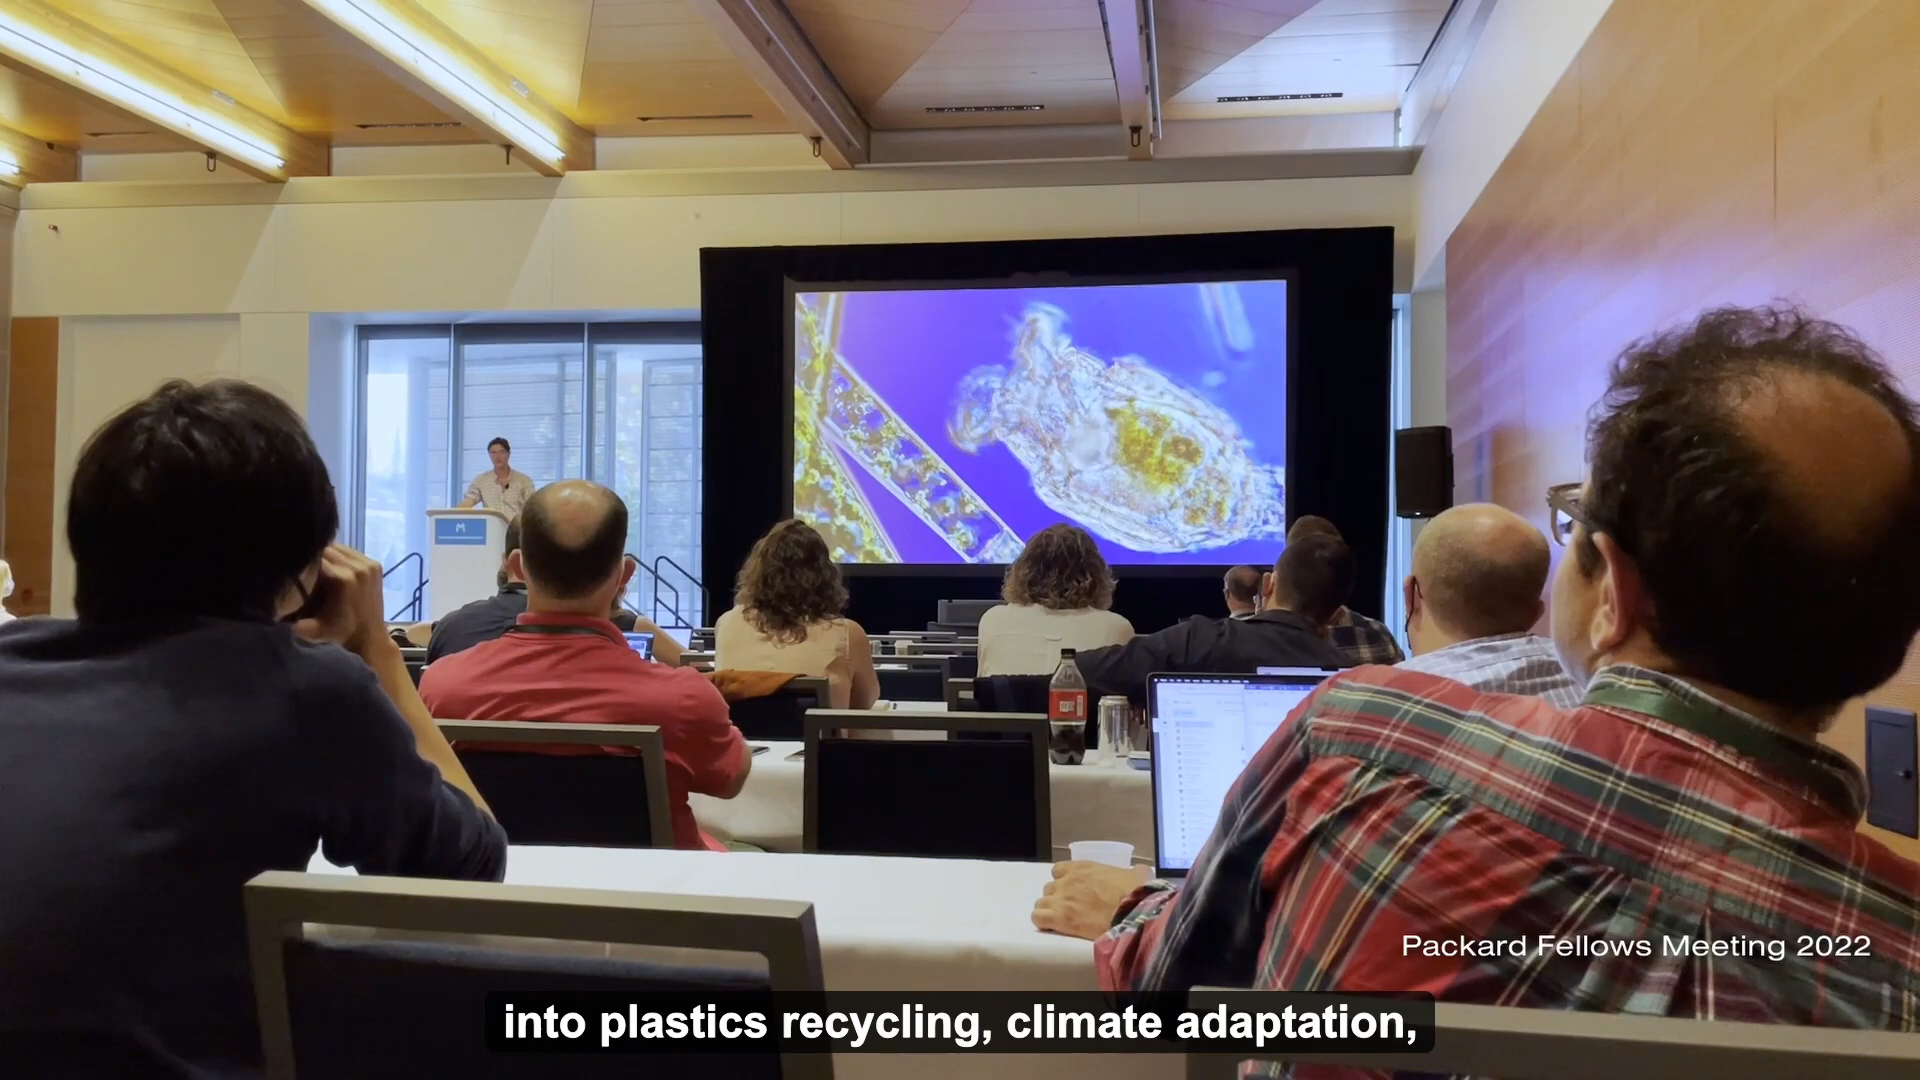 M
Packard Fellows Meeting 2022
into plastics recycling, climate adaptation,